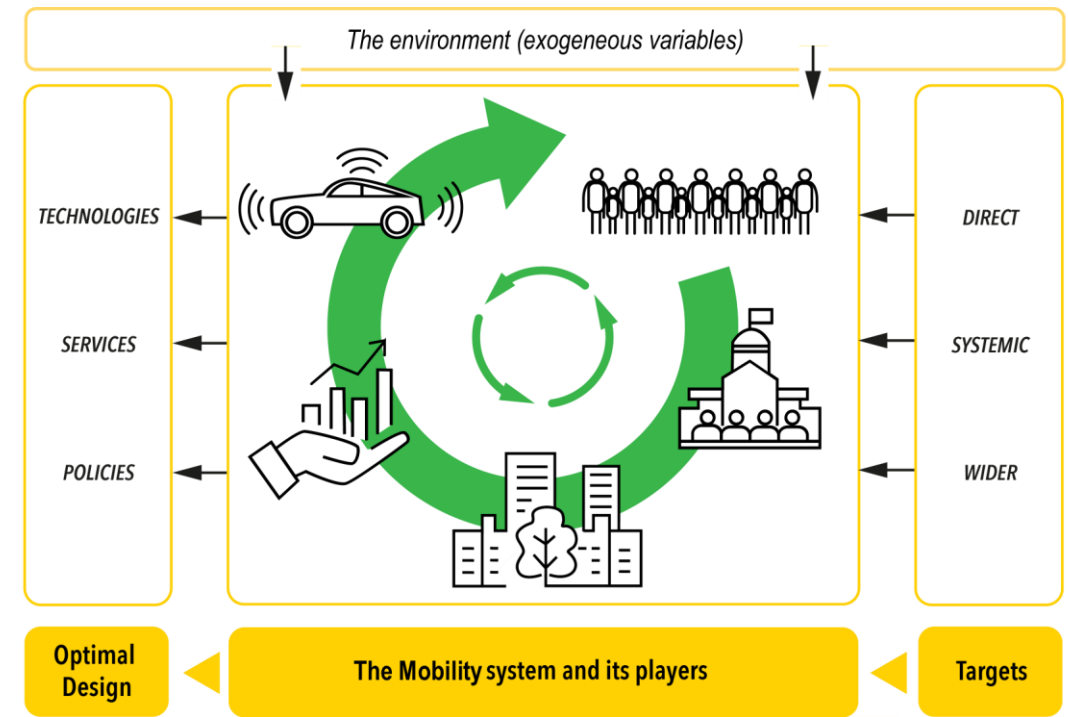 The environment (exogeneous variables)
TECHNOLOGIES
SERVICES
POLICIES
DIRECT
SYSTEMIC
WIDER
Optimal
Design
The Mobility system and its players
Targets